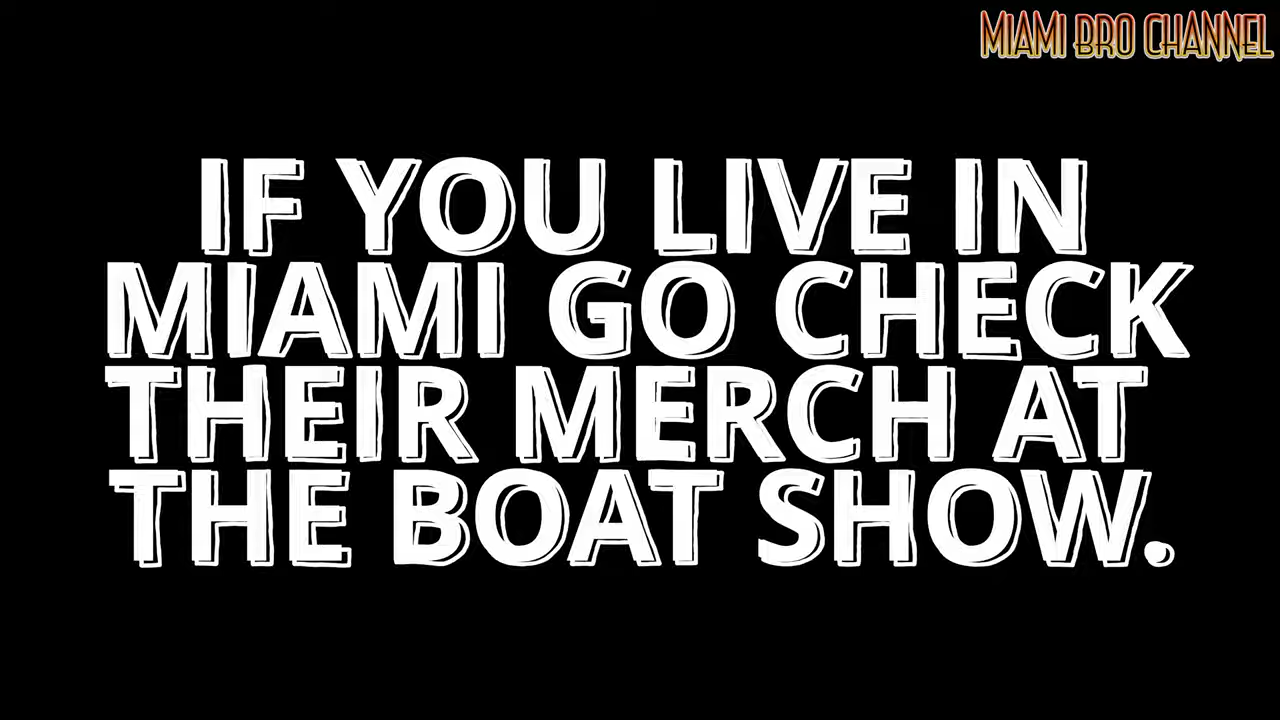 MIAMI BRO CHANNEL
IF YOU LIVE IN
MIAMI GO CHECK
THEIR MERCH AT
THE BOAT SHOW.